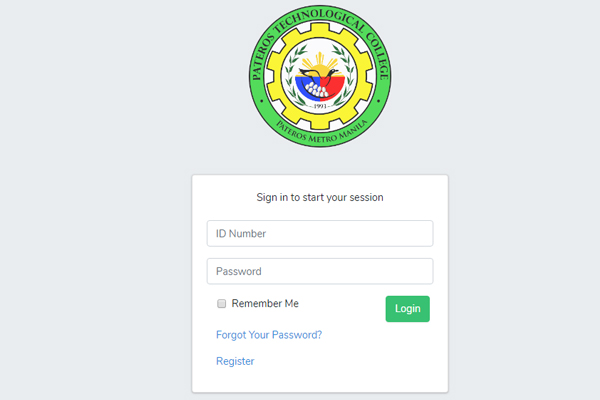 PATEROS TECHNOLOGICAL COLLEGE
1993
PATEROS METRO MANILA
Sign in to start your session
ID Number
Password
Remember Me
Login
Forgot Your Password?
Register